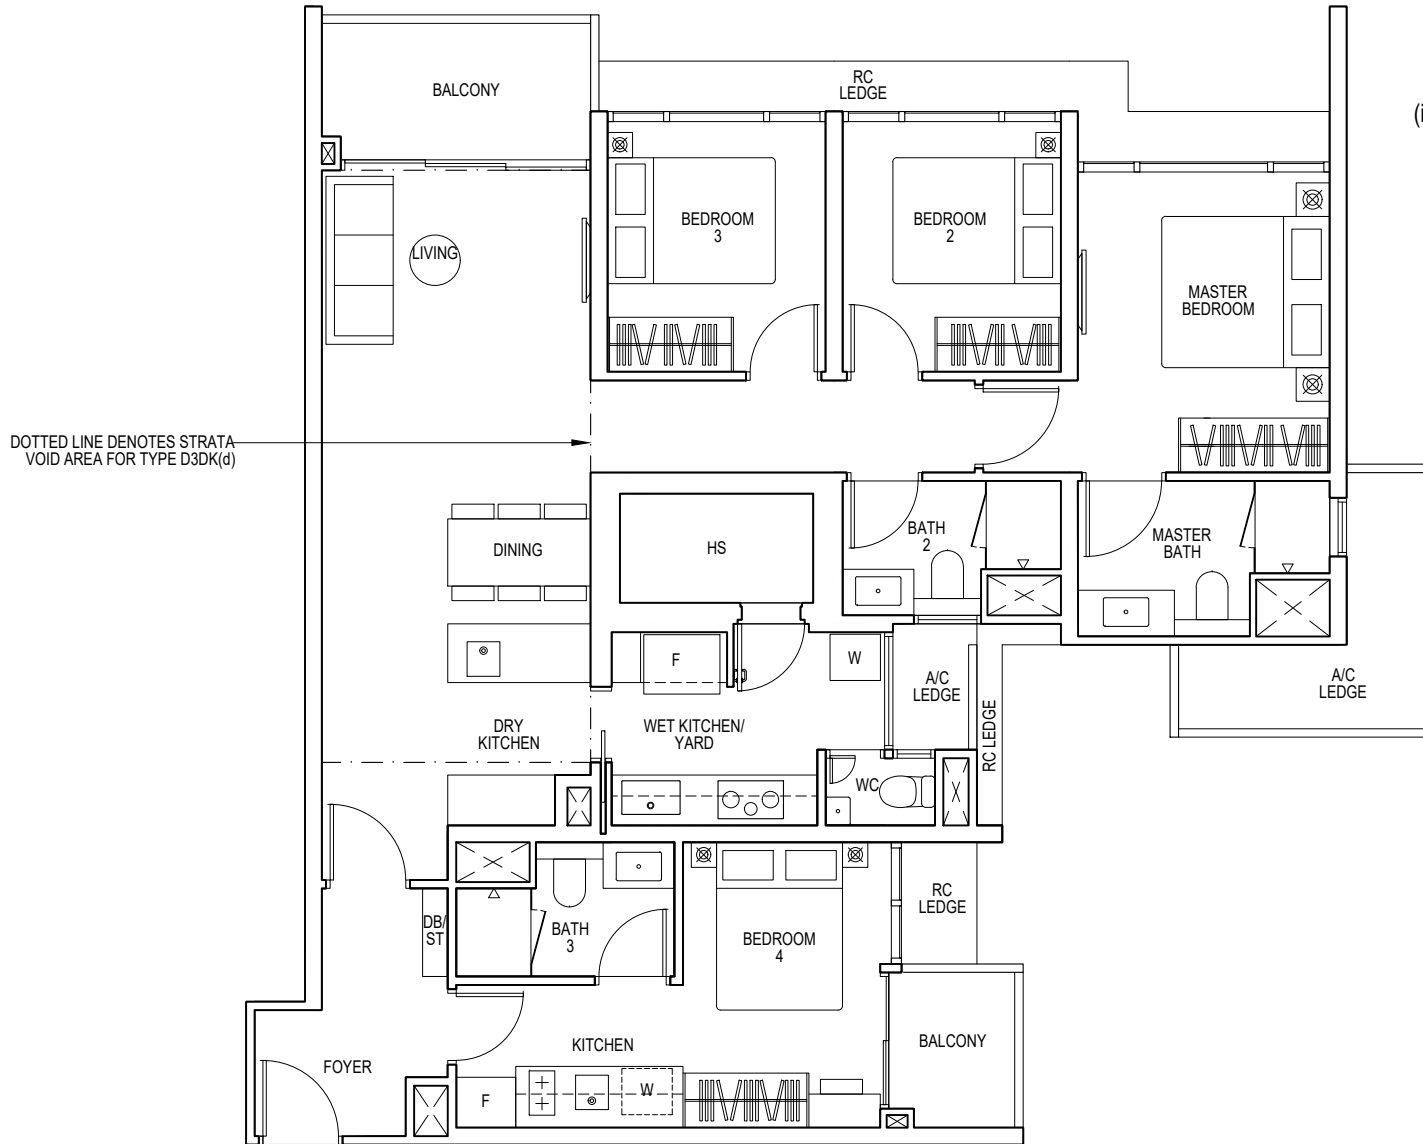 BALCONY
RC
LEDGE
(i
BEDROOM
3
BEDROOM
2
LIVING
MASTER
BEDROOM
DOTTED LINE DENOTES STRATA
VOID AREA FOR TYPE D3DK(d)
DINING
HS
BATH
2
MASTER
BATH
F
W
A/C
LEDGE
A/C
LEDGE
DRY
KITCHEN
WET KITCHEN/
YARD
RC LEDGE
WC
DB/
ST
BATH
3
BEDROOM
4
RC
LEDGE
KITCHEN
BALCONY
FOYER
F
W